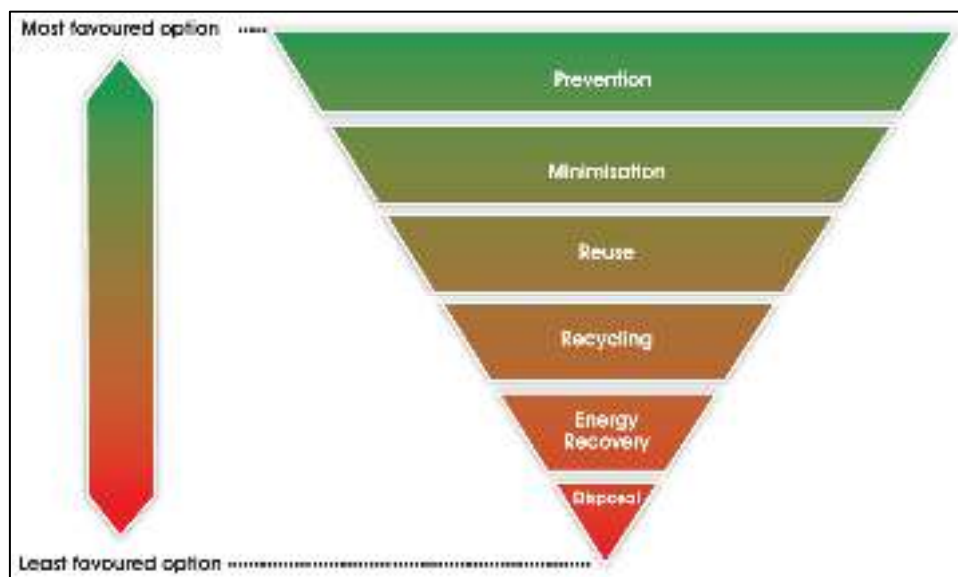 Most favoured option
Prevention
Minimisation
Reuse
Recycling
Energy
Recovery
Disposal
Least favoured option